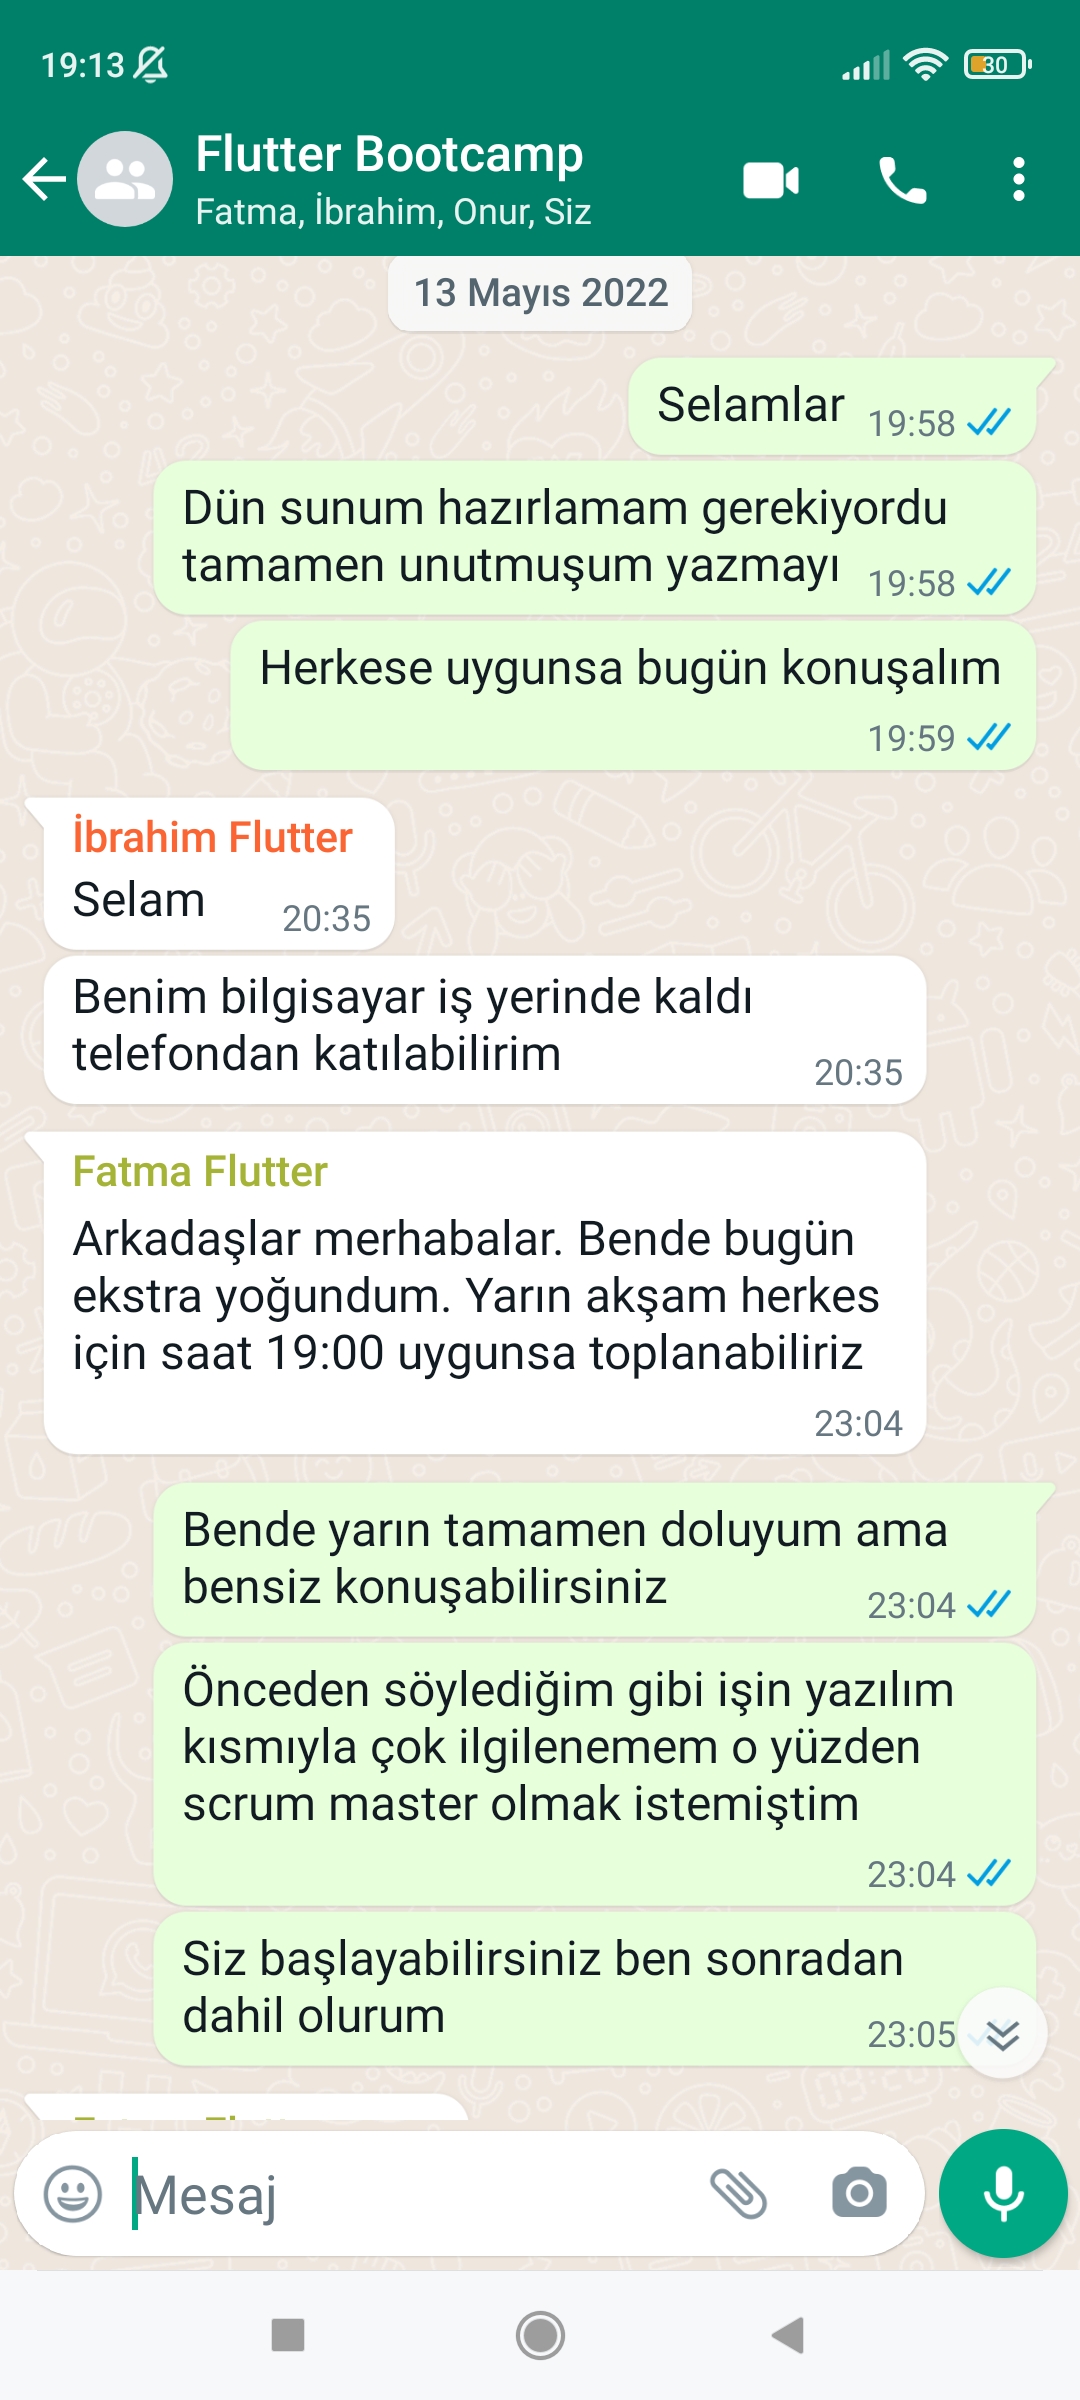 19:13
30
Flutter Bootcamp
Fatma, İbrahim, Onur, Siz
13 Mayıs 2022
Selamlar
19:58
Dün sunum hazırlamam gerekiyordu
tamamen unutmuşum yazmayı
19:58
Herkese uygunsa bugün konuşalım
19:59
İbrahim Flutter
Selam
20:35
Benim bilgisayar iş yerinde kaldı
telefondan katılabilirim
20:35
Fatma Flutter
Arkadaşlar merhabalar. Bende bugün
ekstra yoğundum. Yarın akşam herkes
için saat 19:00 uygunsa toplanabiliriz
23:04
Bende yarın tamamen doluyum ama
bensiz konuşabilirsiniz
23:04
Önceden söylediğim gibi işin yazılım
kısmıyla çok ilgilenemem o yüzden
scrum master olmak istemiştim
23:04
Siz başlayabilirsiniz ben sonradan
dahil olurum
23:05
Mesaj